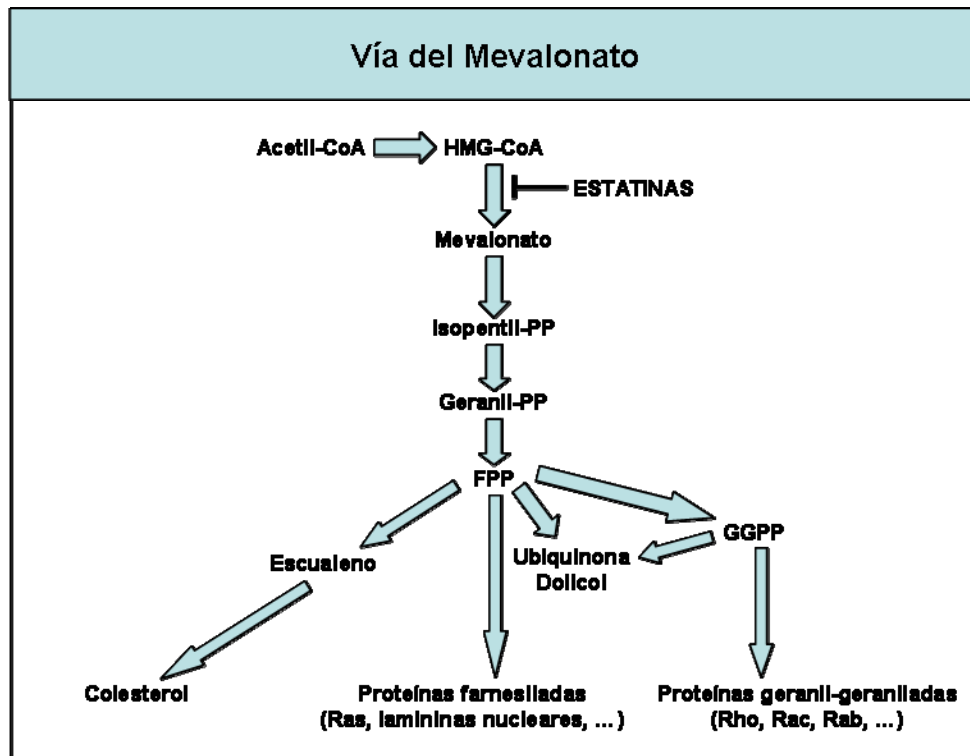 Vía del Mevalonato
Acetil-CoA
HMG-CoA
ESTATINAS
Mevalonato
Isopentil-PP
Geranil-PP
FPP
GGPP
Escualeno
Ubiquinona
Dolicol
Colesterol
Proteínas farnesiladas
(Ras, lamininas nucleares, ...)
Proteínas geranil-geraniladas
(Rho, Rac, Rab, ...)